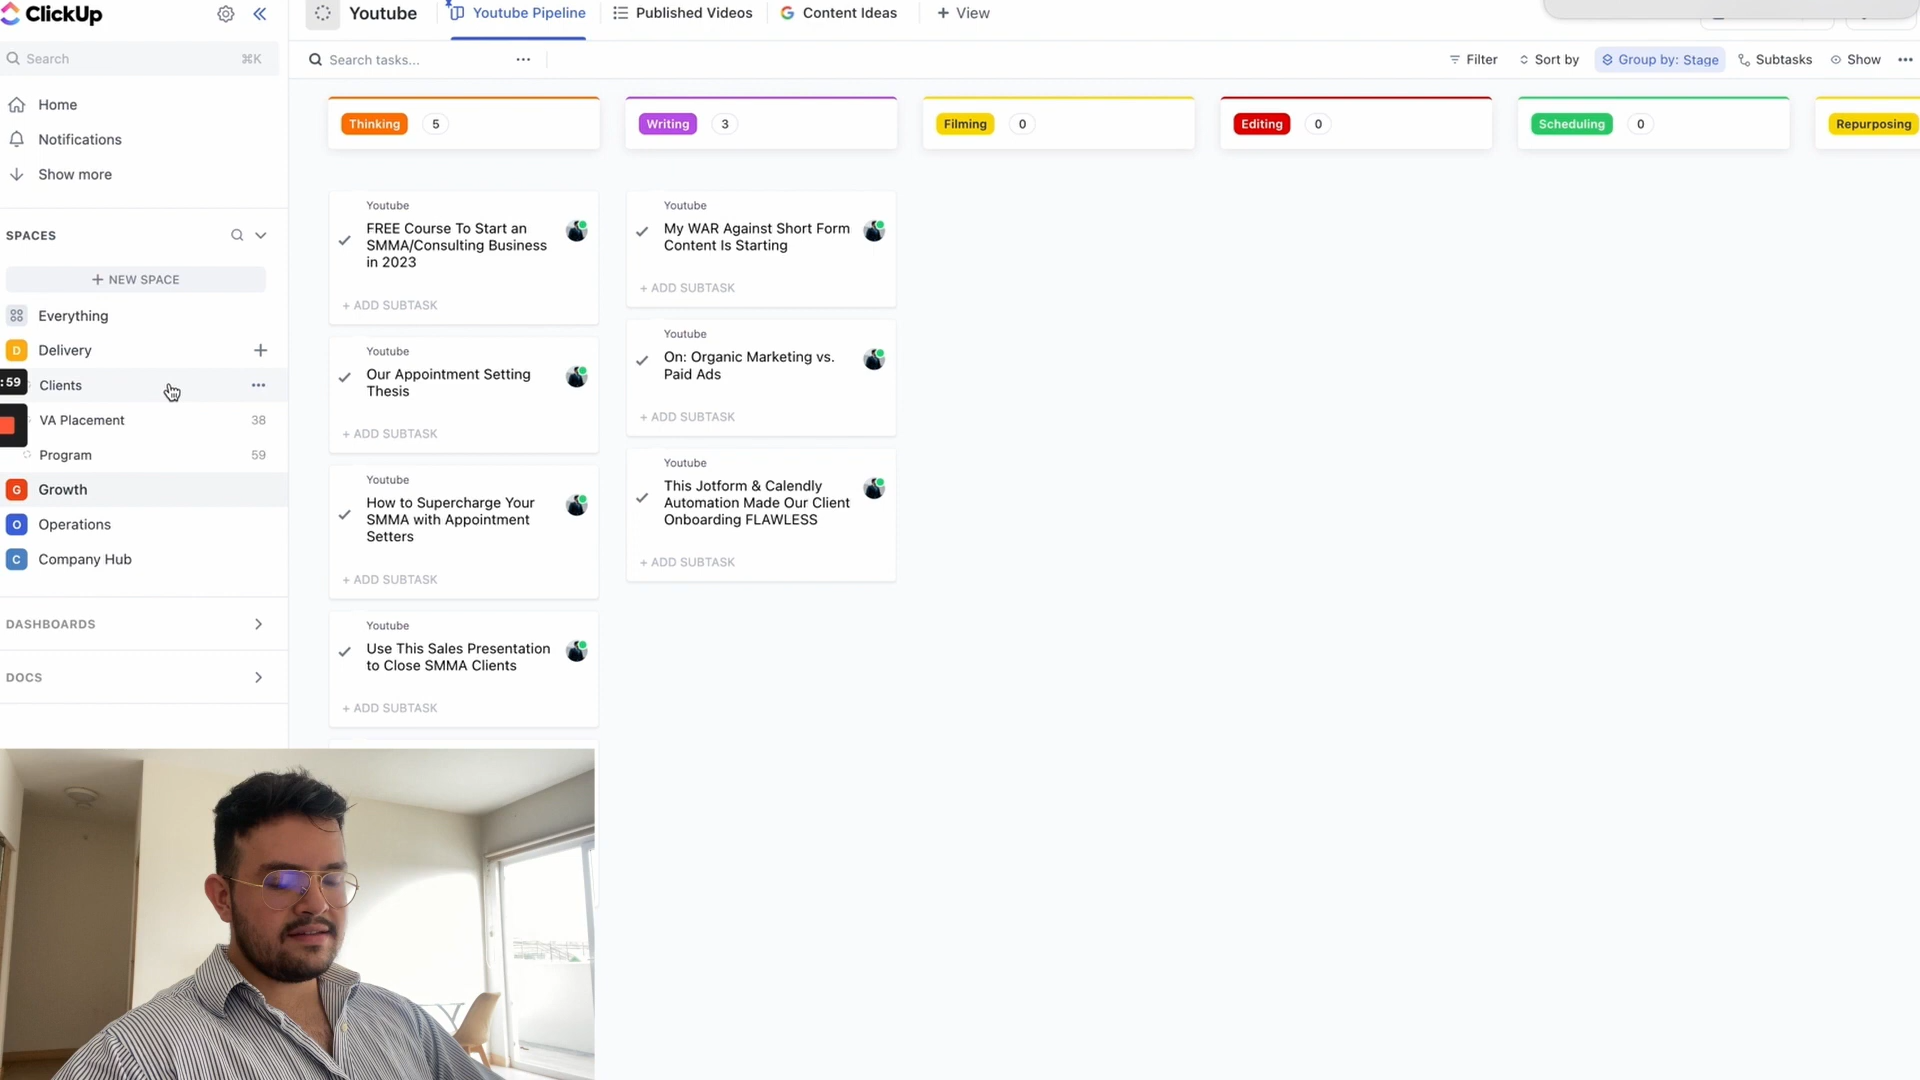 ClickUp
Search
⌘K
Home
Notifications
Show more
SPACES
+ NEW SPACE
Everything
D Delivery
:59
Clients
VA Placement 38
Program 59
G Growth
O Operations
C Company Hub
DASHBOARDS
DOCS
Youtube
Youtube Pipeline
Published Videos
Content Ideas
+ View
Search tasks...
Filter
Sort by
Group by: Stage
Subtasks
Show
Thinking 5
Youtube
FREE Course To Start an
SMMA/Consulting Business
in 2023
+ ADD SUBTASK
Youtube
Our Appointment Setting
Thesis
+ ADD SUBTASK
Youtube
How to Supercharge Your
SMMA with Appointment
Setters
+ ADD SUBTASK
Youtube
Use This Sales Presentation
to Close SMMA Clients
+ ADD SUBTASK
Writing 3
Youtube
My WAR Against Short Form
Content Is Starting
+ ADD SUBTASK
Youtube
On: Organic Marketing vs.
Paid Ads
+ ADD SUBTASK
Youtube
This Jotform & Calendly
Automation Made Our Client
Onboarding FLAWLESS
+ ADD SUBTASK
Filming 0
Editing 0
Scheduling 0
Repurposing